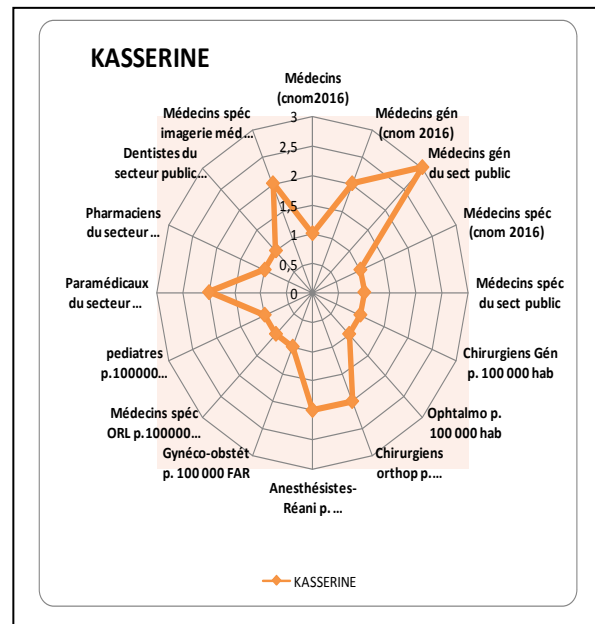 KASSERINE
Médecins
(cnom2016)
Médecins gén
(cnom 2016)
Médecins gén
du sect public
Médecins spéc
(cnom 2016)
Médecins spéc
du sect public
Chirurgiens Gén
p. 100 000 hab
Ophtalmo p.
100 000 hab
Chirurgiens
orthop p. ...
Anesthésistes-
Réani p. ...
Gynéco-obstét
p. 100 000 FAR
Médecins spéc
ORL p.100000...
pediatres
p.100000...
Paramédicaux
du secteur ...
Pharmaciens
du secteur ...
Dentistes du
secteur public...
Médecins spéc
imagerie méd ...
3
2,5
2
1,5
1
0,5
0
KASSERINE